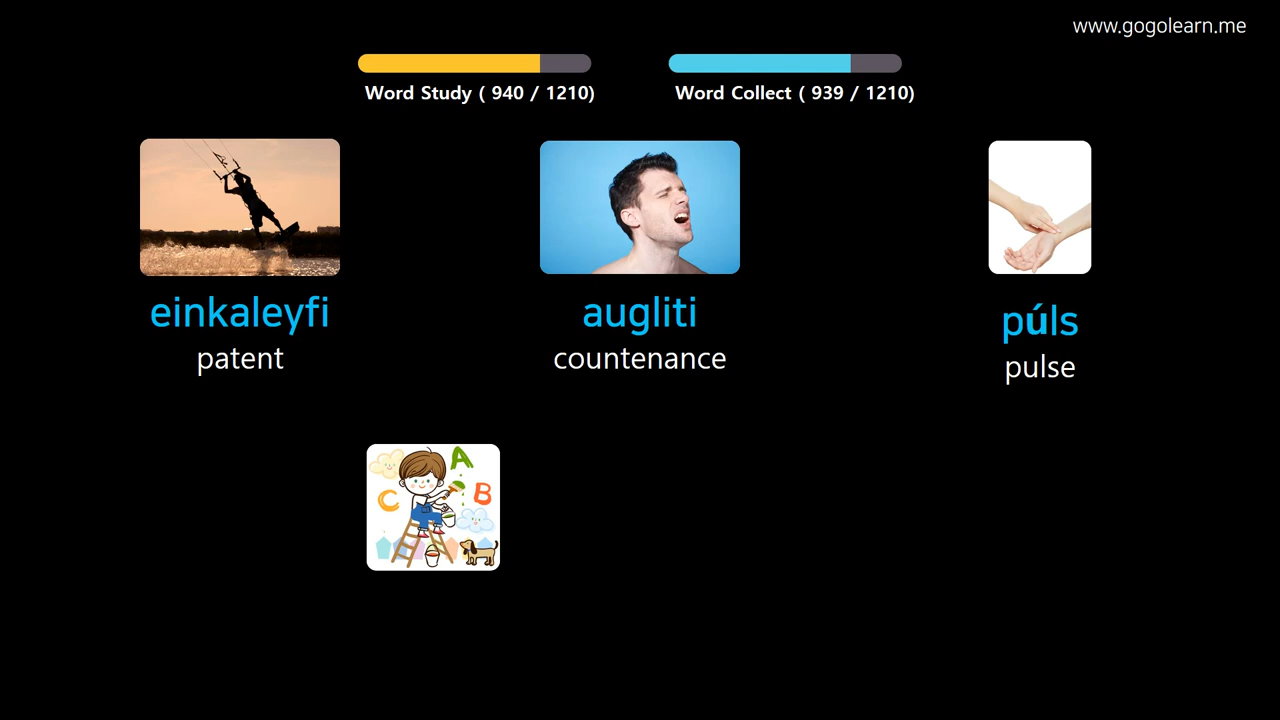 www.gogolearn.me
Word Study ( 940 / 1210)
Word Collect ( 939 / 1210)
einkaleyfi
patent
augliti
countenance
púls
pulse
A
C
B